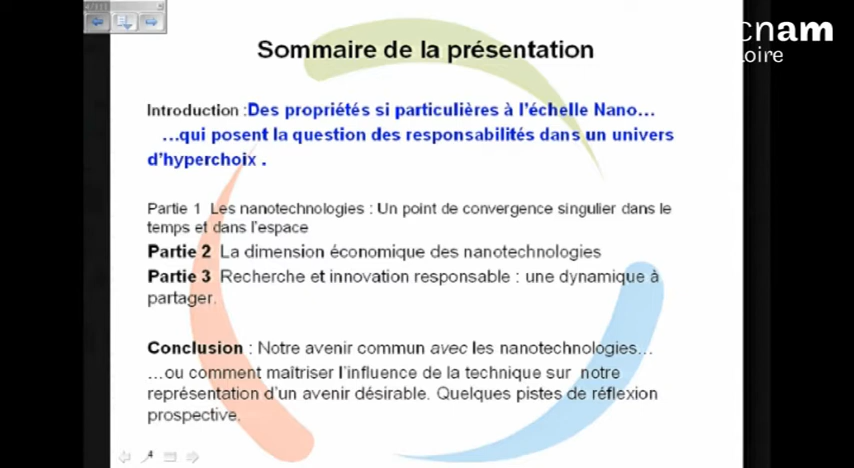 cnam
Loire
Sommaire de la présentation
Introduction :Des propriétés si particulières à l'échelle Nano…
…qui posent la question des responsabilités dans un univers
d'hyperchoix .
Partie 1 Les nanotechnologies : Un point de convergence singulier dans le
temps et dans l'espace
Partie 2 La dimension économique des nanotechnologies
Partie 3 Recherche et innovation responsable : une dynamique à
partager.
Conclusion : Notre avenir commun avec les nanotechnologies…
…ou comment maîtriser l'influence de la technique sur notre
représentation d'un avenir désirable. Quelques pistes de réflexion
prospective.
4